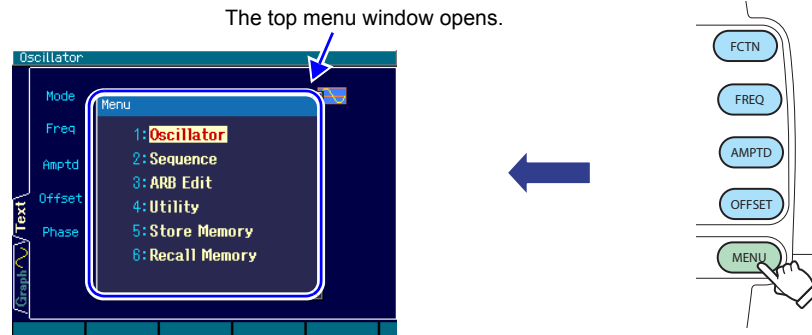 The top menu window opens.
Oscillator
Mode
Freq
Amptd
Offset
Phase
Text
Graph
Menu
1:Oscillator
2:Sequence
3:ARB Edit
4:Utility
5:Store Memory
6:Recall Memory
FCTN
FREQ
AMPTD
OFFSET
MENU